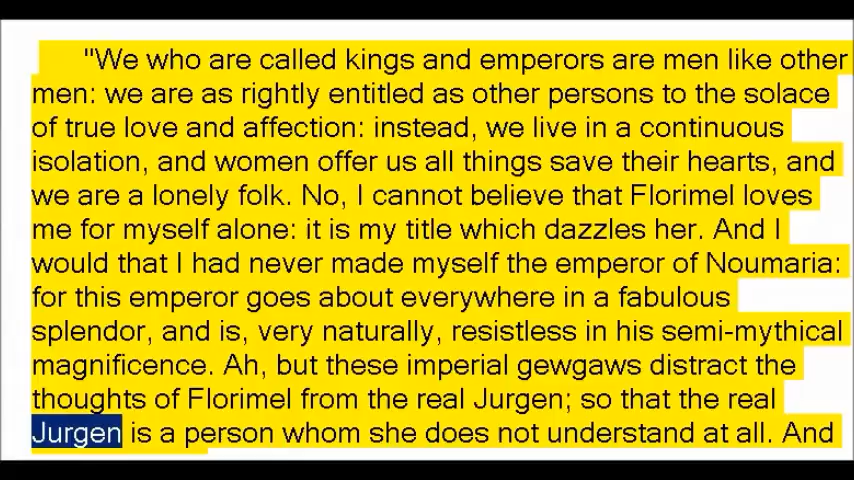 "We who are called kings and emperors are men like other
men: we are as rightly entitled as other persons to the solace
of true love and affection: instead, we live in a continuous
isolation, and women offer us all things save their hearts, and
we are a lonely folk. No, I cannot believe that Florimel loves
me for myself alone: it is my title which dazzles her. And I
would that I had never made myself the emperor of Noumaria:
for this emperor goes about everywhere in a fabulous
splendor, and is, very naturally, resistless in his semi-mythical
magnificence. Ah, but these imperial gewgaws distract the
thoughts of Florimel from the real Jurgen; so that the real
Jurgen is a person whom she does not understand at all. And